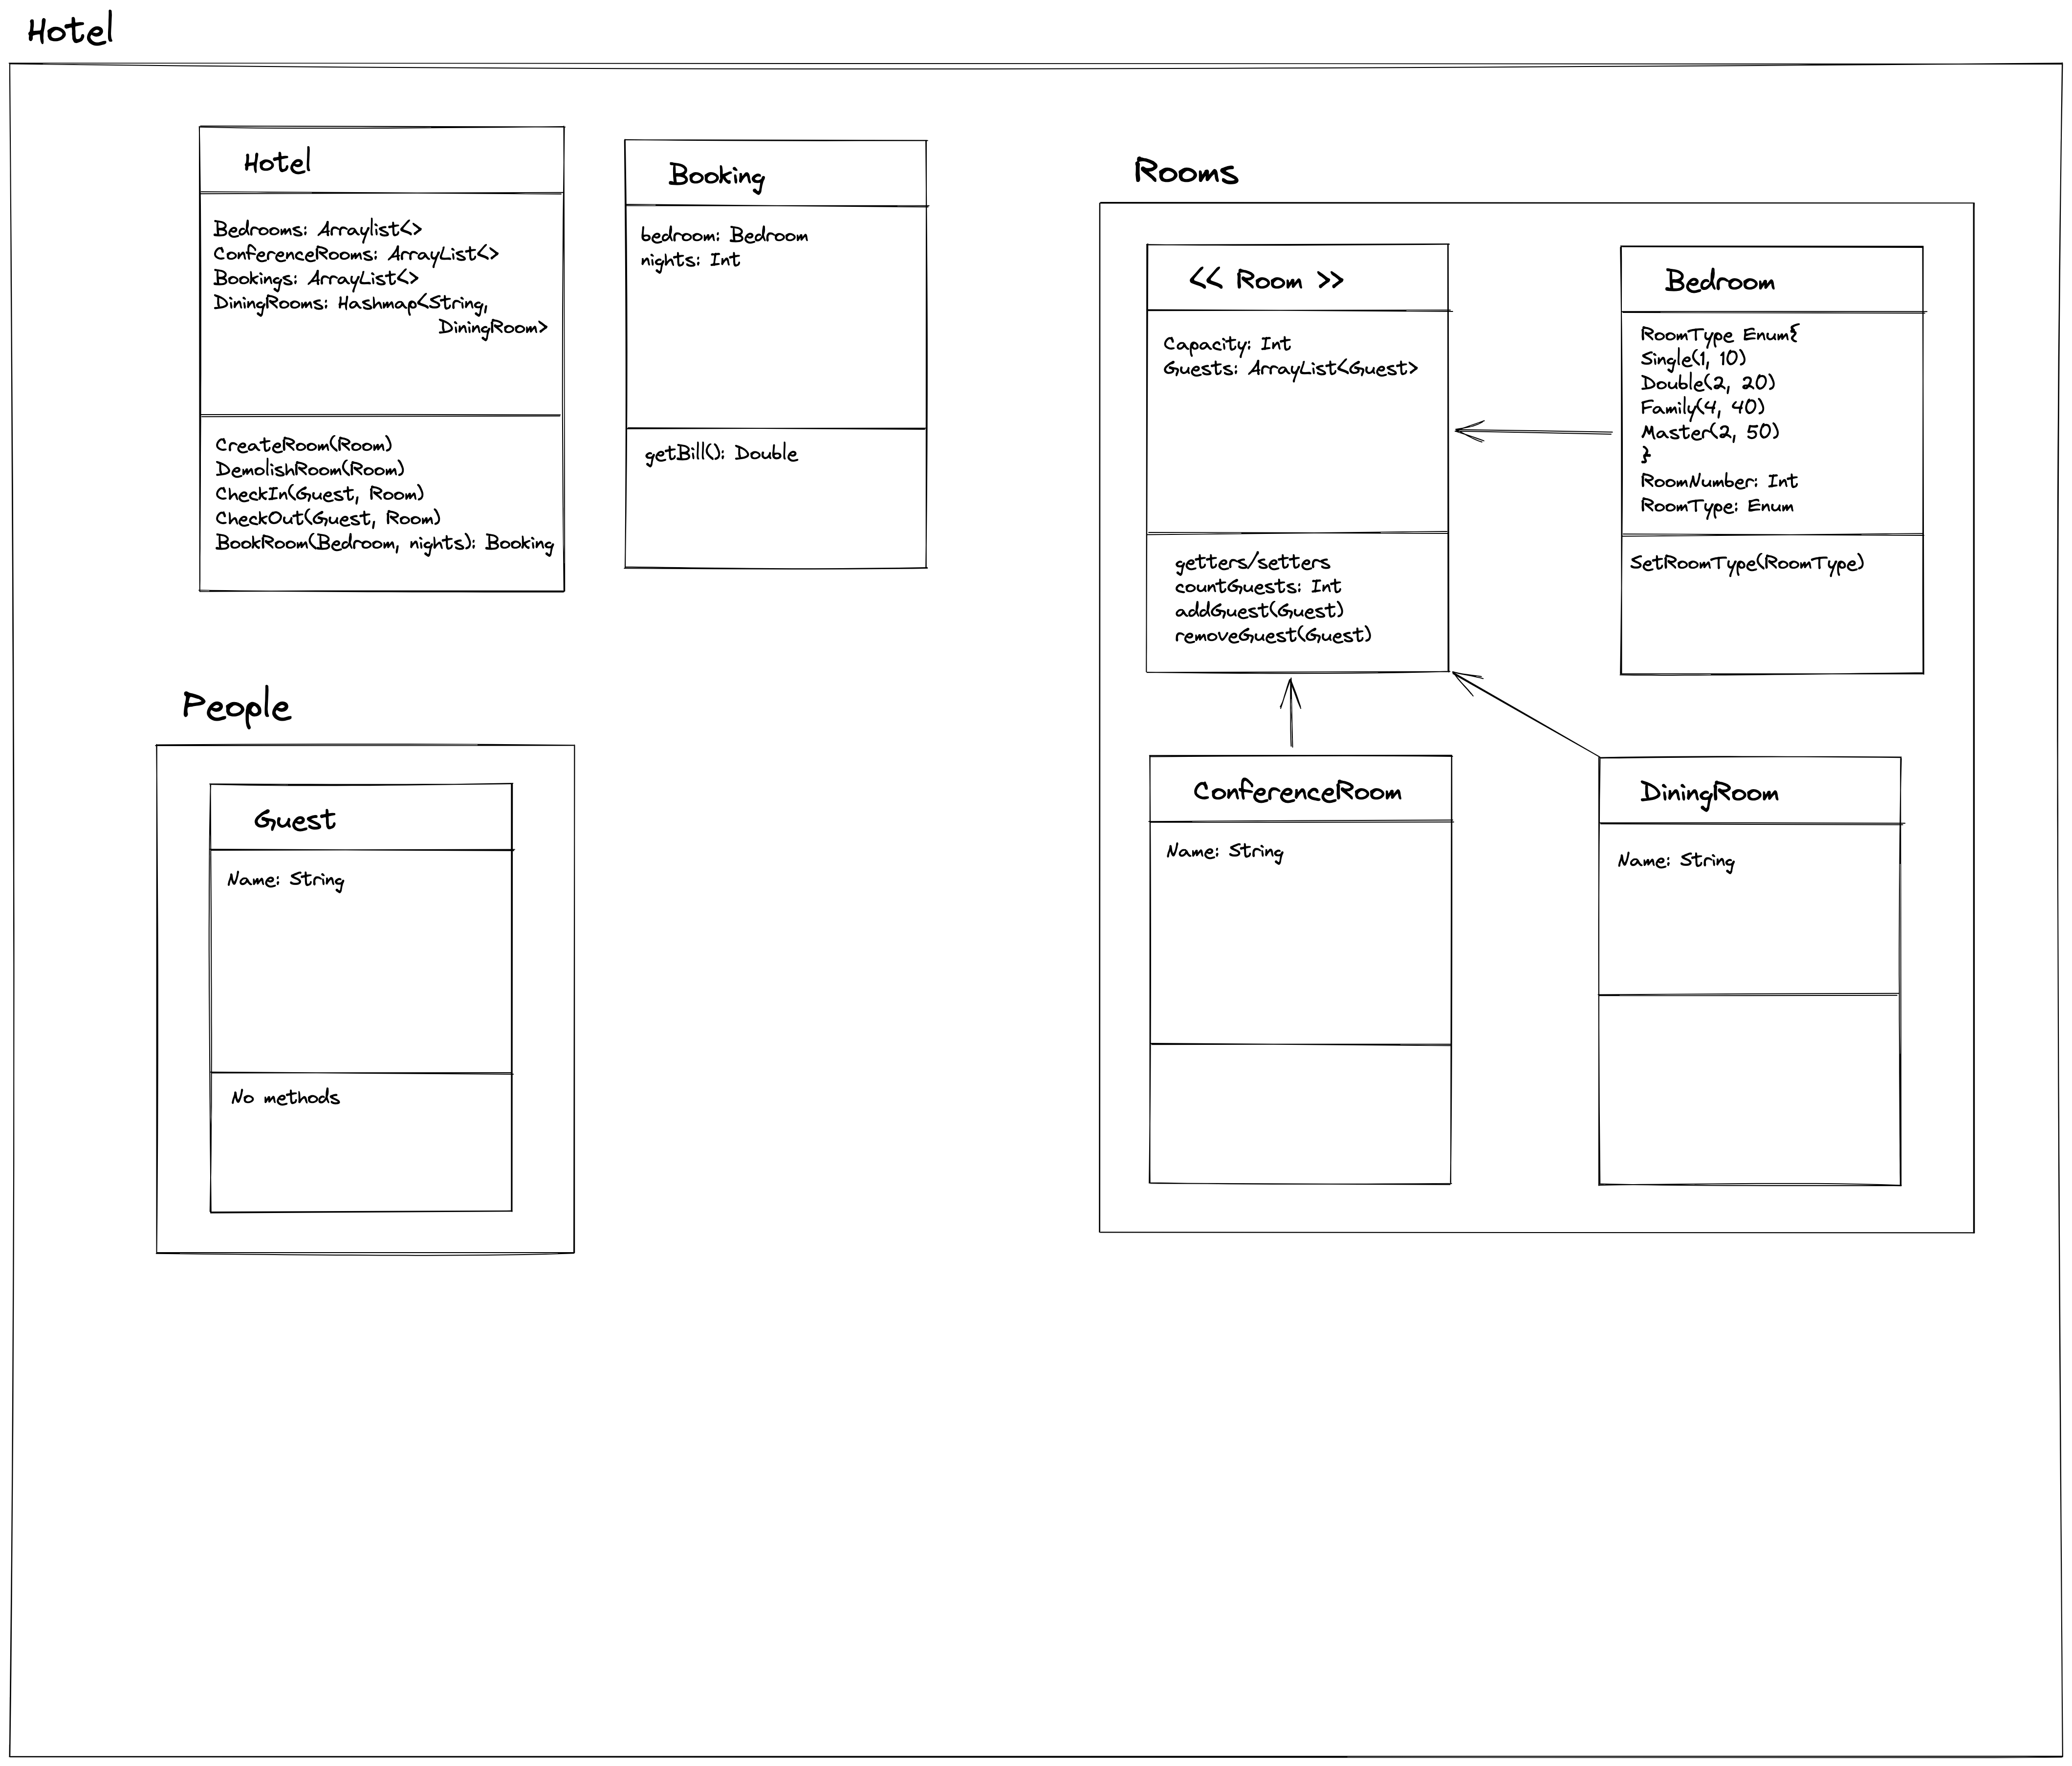 Hotel
Hotel
Bedrooms: Arraylist<>
ConferenceRooms: ArrayList<>
Bookings: ArrayList<>
DiningRooms: Hashmap<String,
DiningRoom>
CreateRoom(Room)
DemolishRoom(Room)
CheckIn(Guest, Room)
CheckOut(Guest, Room)
BookRoom(Bedroom, nights): Booking
Booking
bedroom: Bedroom
nights: Int
getBill(): Double
Rooms
<< Room >>
Capacity: Int
Guests: ArrayList<Guest>
getters/setters
countGuests: Int
addGuest(Guest)
removeGuest(Guest)
Bedroom
RoomType Enum{
Single(1, 10)
Double(2, 20)
Family(4, 40)
Master(2, 50)
}
RoomNumber: Int
RoomType: Enum
SetRoomType(RoomType)
People
Guest
Name: String
No methods
ConferenceRoom
Name: String
DiningRoom
Name: String